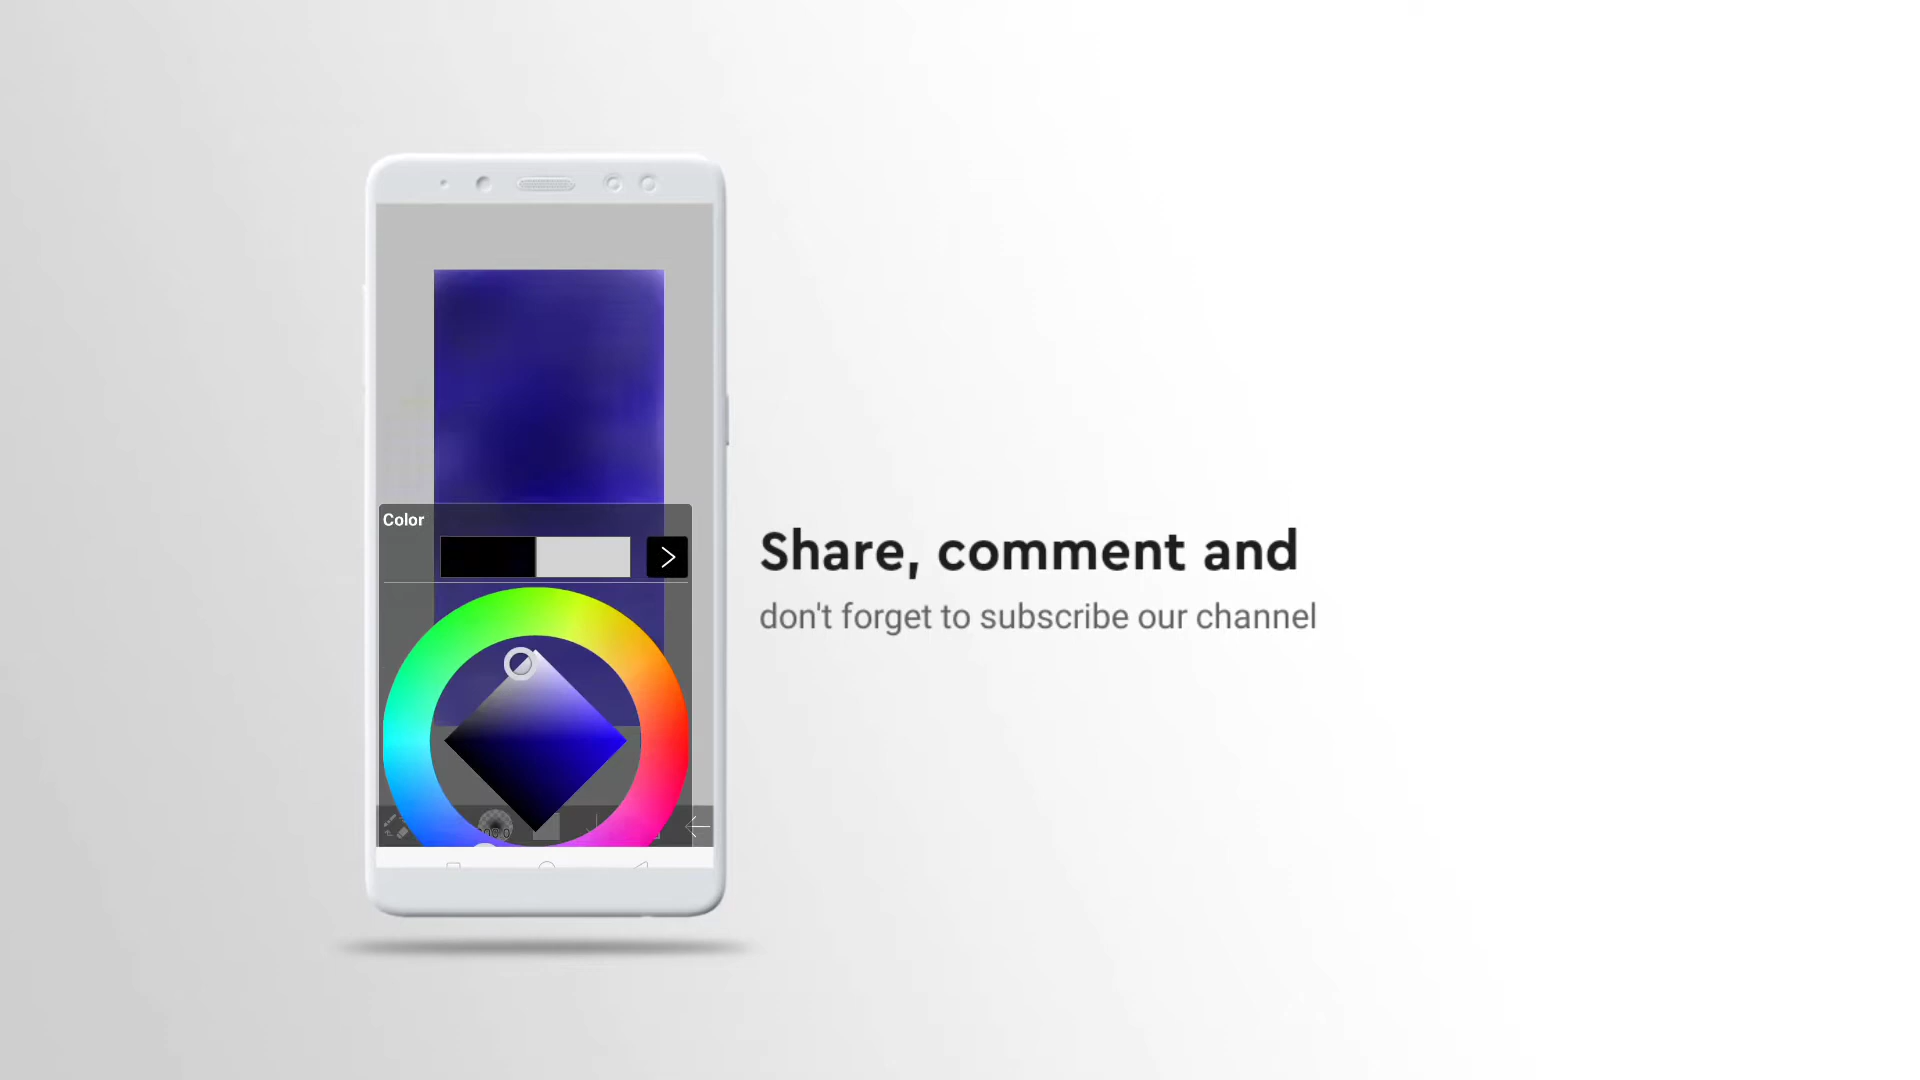 Color
Share, comment and
don't forget to subscribe our channel